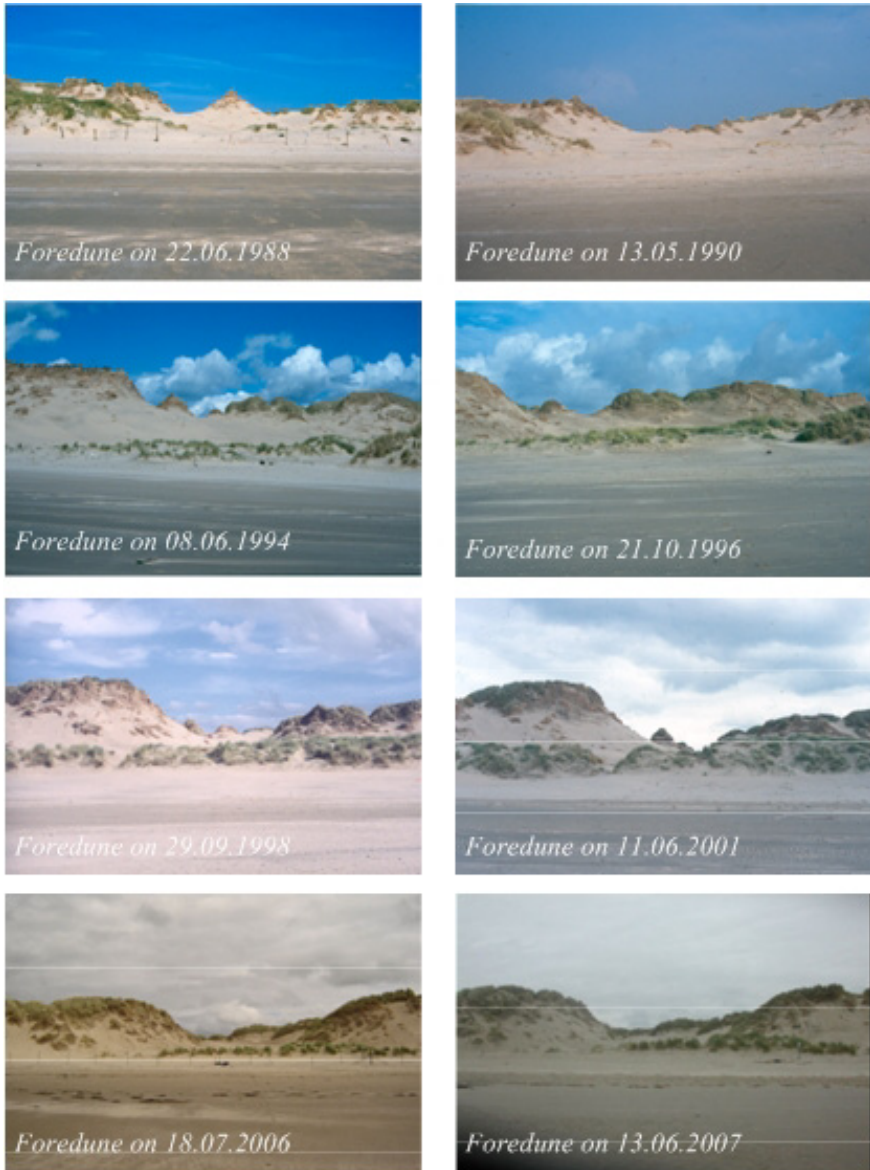 Foredune on 22.06.1988
Foredune on 13.05.1990
Foredune on 08.06.1994
Foredune on 21.10.1996
Foredune on 29.09.1998
Foredune on 11.06.2001
Foredune on 18.07.2006
Foredune on 13.06.2007